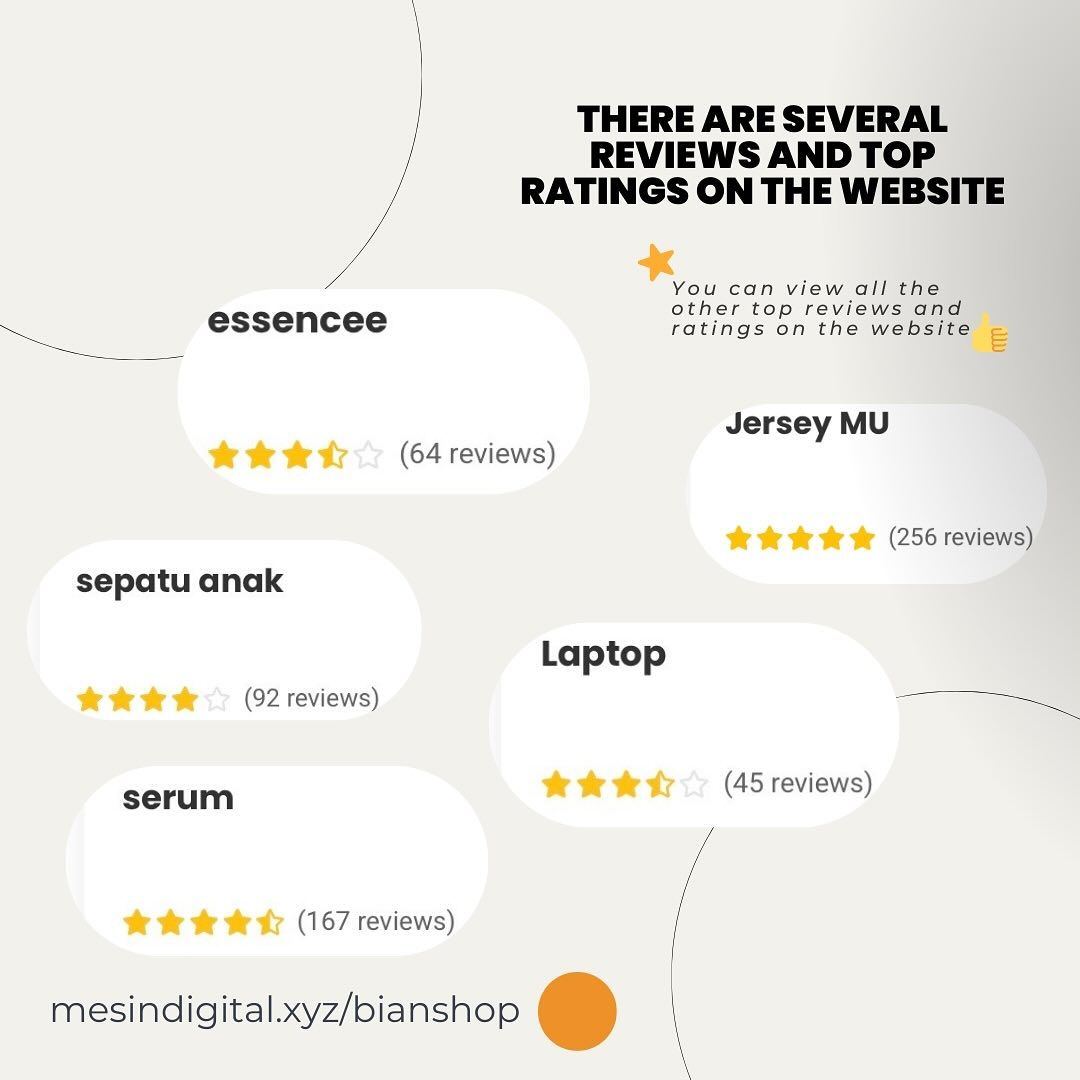 THERE ARE SEVERAL
REVIEWS AND TOP
RATINGS ON THE WEBSITE
You can view all the
other top reviews and
ratings on the website
essencee
(64 reviews)
Jersey MU
(256 reviews)
sepatu anak
(92 reviews)
Laptop
(45 reviews)
serum
(167 reviews)
mesindigital.xyz/bianshop